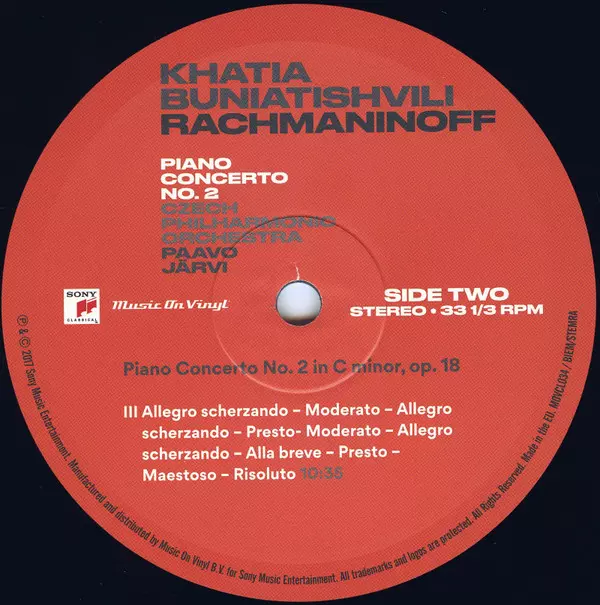 KHATIA
BUNIATISHVILI
RACHMANINOFF
PIANO
CONCERTO
NO. 2
CZECH
PHILHARMONIC
ORCHESTRA
PAAVO
JÄRVI
SONY
CLASSICAL
Music On Vinyl
SIDE TWO
STEREO • 33 1/3 RPM
Piano Concerto No. 2 in C minor, op. 18
III Allegro scherzando – Moderato – Allegro
scherzando – Presto- Moderato – Allegro
scherzando – Alla breve – Presto –
Maestoso – Risoluto 10:35
℗ & © 2017 Sony Music Entertainment. Manufactured and distributed by Music On Vinyl B.V. for Sony Music Entertainment. All trademarks and logos are protected. All Rights Reserved. Made in the EU. MOVCL034 / BIEM/STEMRA